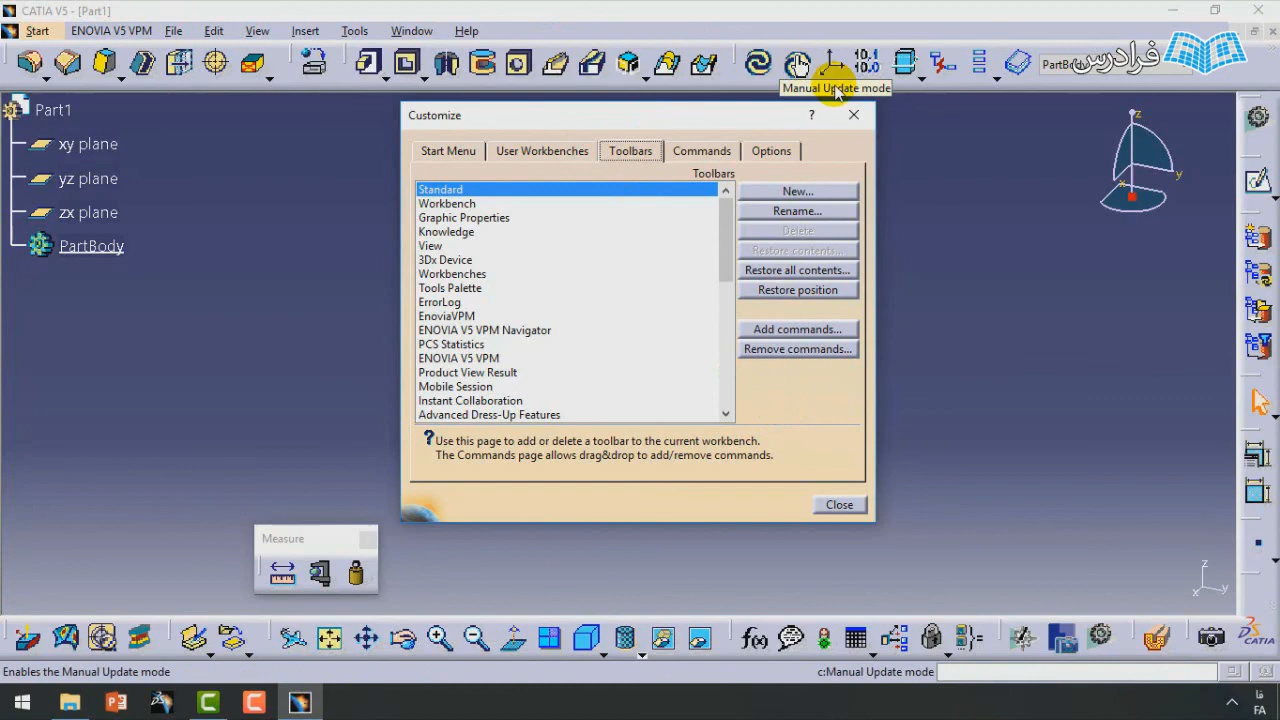 CATIA V5 - [Part1]
Start ENOVIA V5 VPM File Edit View Insert Tools Window Help
10.1
10.0
PartBody
فرادرس
Manual Update mode
Part1
xy plane
yz plane
zx plane
PartBody
Customize
? 
Start Menu User Workbenches Toolbars Commands Options
Toolbars
Standard
Workbench
Graphic Properties
Knowledge
View
3Dx Device
Workbenches
Tools Palette
ErrorLog
EnoviaVPM
ENOVIA V5 VPM Navigator
PCS Statistics
ENOVIA V5 VPM
Product View Result
Mobile Session
Instant Collaboration
Advanced Dress-Up Features
New...
Rename...
Delete
Restore contents...
Restore all contents...
Restore position
Add commands...
Remove commands...
Use this page to add or delete a toolbar to the current workbench.
The Commands page allows drag&drop to add/remove commands.
Close
z
y
x
Measure
z
x y
f(x)
CATIA
Enables the Manual Update mode
c:Manual Update mode
فا
FA